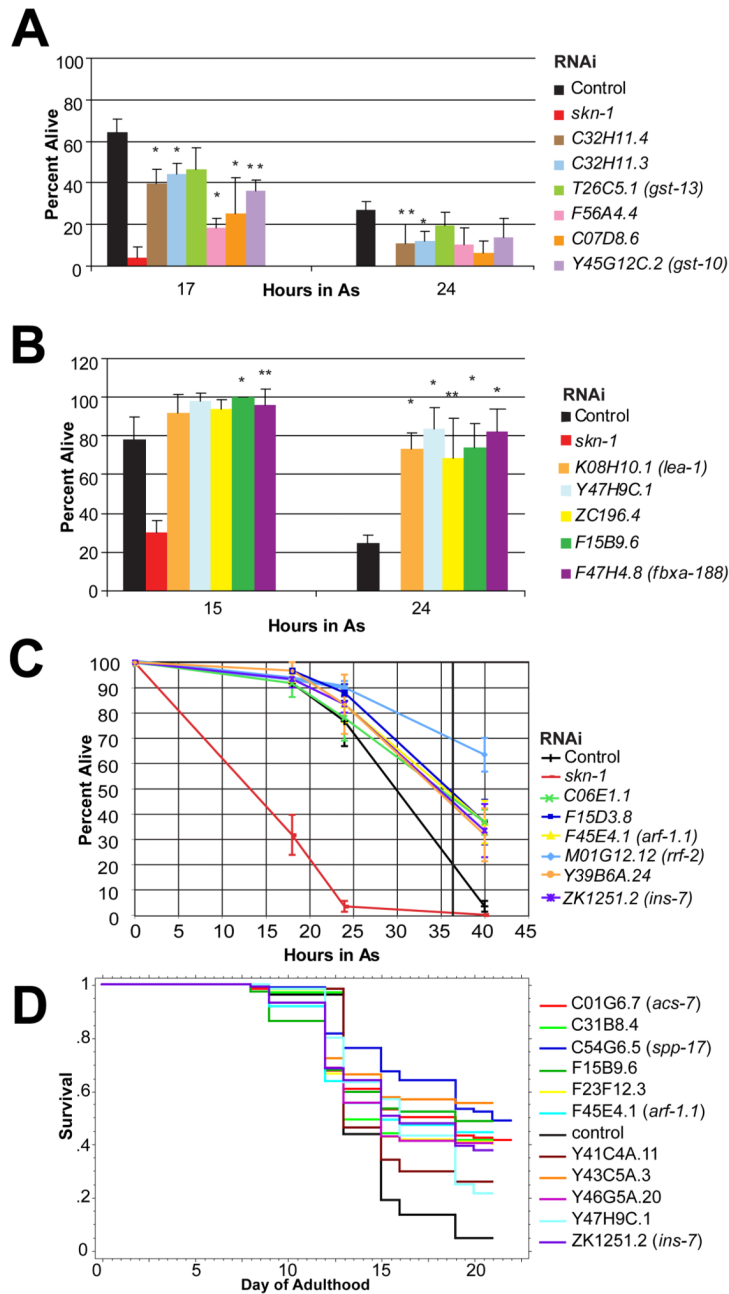 A
RNAi
Percent Alive
100
80
60
40
20
0
* * * * * * *
** *
17
24
Hours in As
Control
skn-1
C32H11.4
C32H11.3
T26C5.1 (gst-13)
F56A4.4
C07D8.6
Y45G12C.2 (gst-10)
B
Percent Alive
120
100
80
60
40
20
0
* **
* * ** * *
15
24
Hours in As
RNAi
Control
skn-1
K08H10.1 (lea-1)
Y47H9C.1
ZC196.4
F15B9.6
F47H4.8 (fbxa-188)
C
Percent Alive
100
90
80
70
60
50
40
30
20
10
0
0 5 10 15 20 25 30 35 40 45
Hours in As
RNAi
Control
skn-1
C06E1.1
F15D3.8
F45E4.1 (arf-1.1)
M01G12.12 (rrf-2)
Y39B6A.24
ZK1251.2 (ins-7)
D
Survival
1
.8
.6
.4
.2
0
0 5 10 15 20
Day of Adulthood
C01G6.7 (acs-7)
C31B8.4
C54G6.5 (spp-17)
F15B9.6
F23F12.3
F45E4.1 (arf-1.1)
control
Y41C4A.11
Y43C5A.3
Y46G5A.20
Y47H9C.1
ZK1251.2 (ins-7)